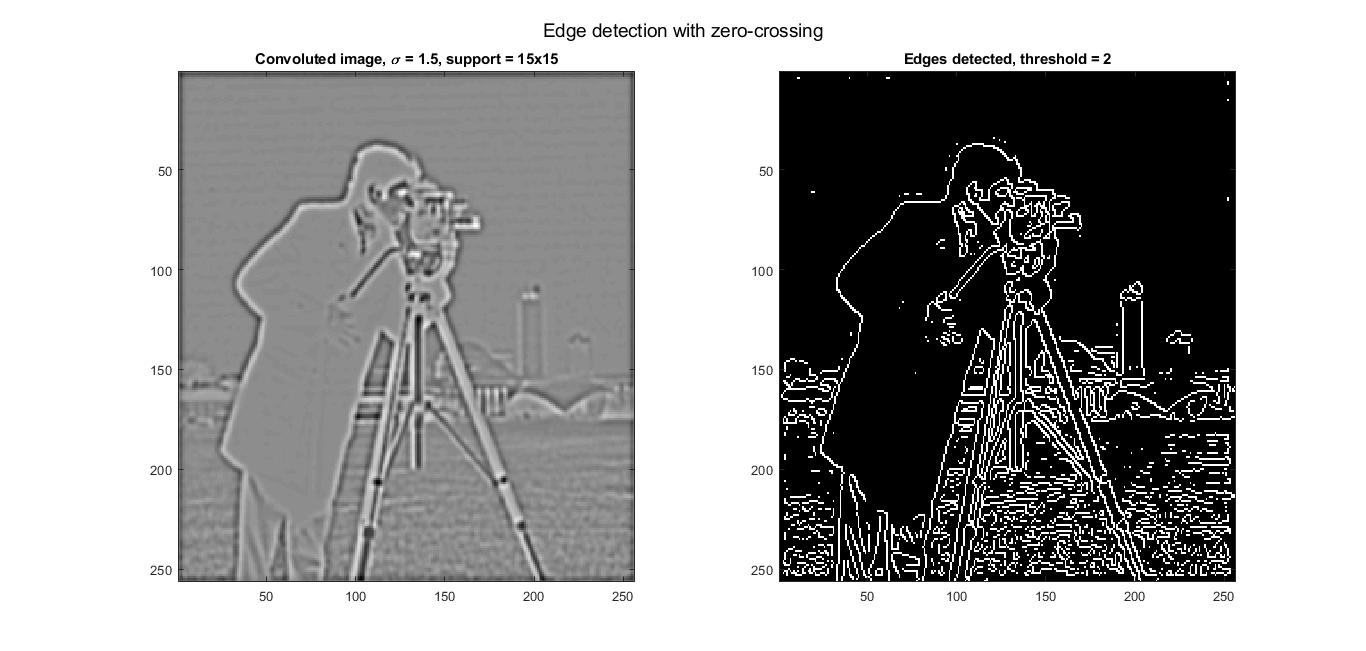 Edge detection with zero-crossing
Convoluted image, σ = 1.5, support = 15x15
50
100
150
200
250
50 100 150 200 250
Edges detected, threshold = 2
50
100
150
200
250
50 100 150 200 250